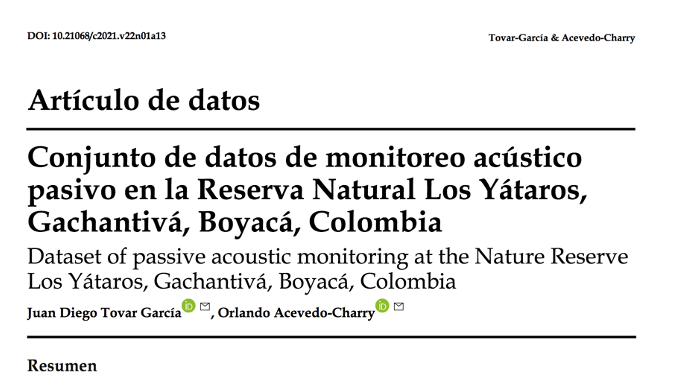 DOI: 10.21068/c2021.v22n01a13
Tovar-García & Acevedo-Charry
Artículo de datos
Conjunto de datos de monitoreo acústico
pasivo en la Reserva Natural Los Yátaros,
Gachantivá, Boyacá, Colombia
Dataset of passive acoustic monitoring at the Nature Reserve
Los Yátaros, Gachantivá, Boyacá, Colombia
Juan Diego Tovar García iD, Orlando Acevedo-Charry iD
Resumen